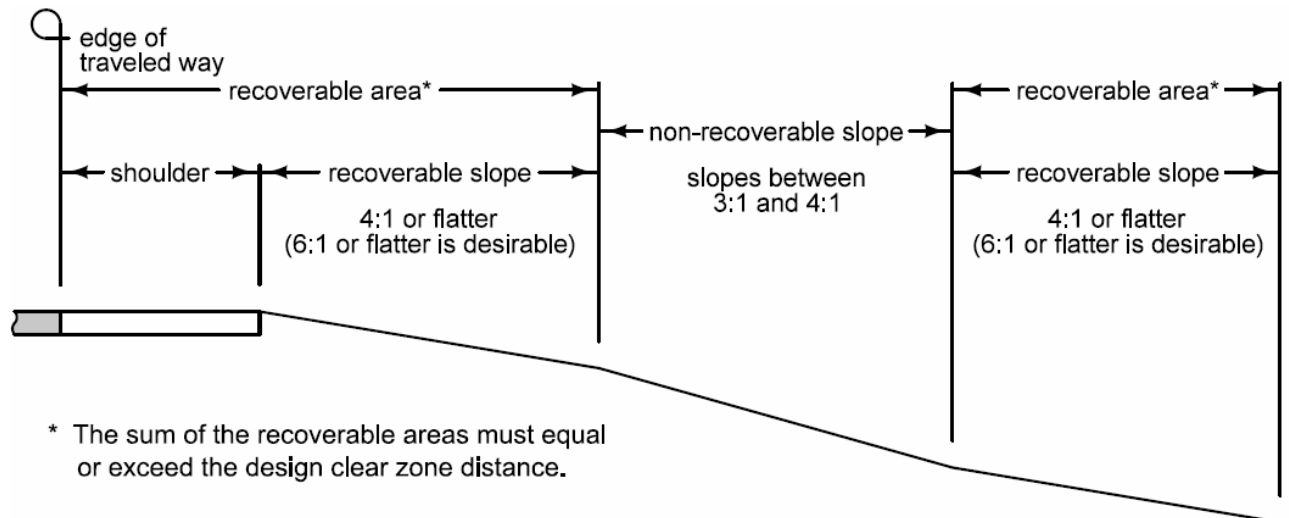 edge of
traveled way
recoverable area*
recoverable area*
non-recoverable slope
shoulder
recoverable slope
slopes between
3:1 and 4:1
recoverable slope
4:1 or flatter
(6:1 or flatter is desirable)
4:1 or flatter
(6:1 or flatter is desirable)
* The sum of the recoverable areas must equal
or exceed the design clear zone distance.